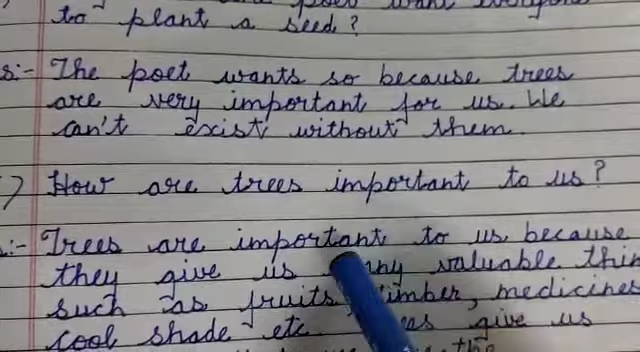 to plant a seed?
s:- The poet wants so because trees
are very important for us. We
can't exist without them.
) How are trees important to us?
s:- Trees are important to us because
they give us valuable
such as fruits, timber, medicines
cool shade etc give us